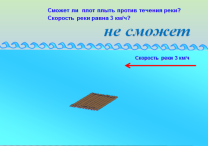 Сможет ли плот плыть против течения реки?
Скорость реки равна 3 км/ч?
не сможет
Скорость реки 3 км/ч